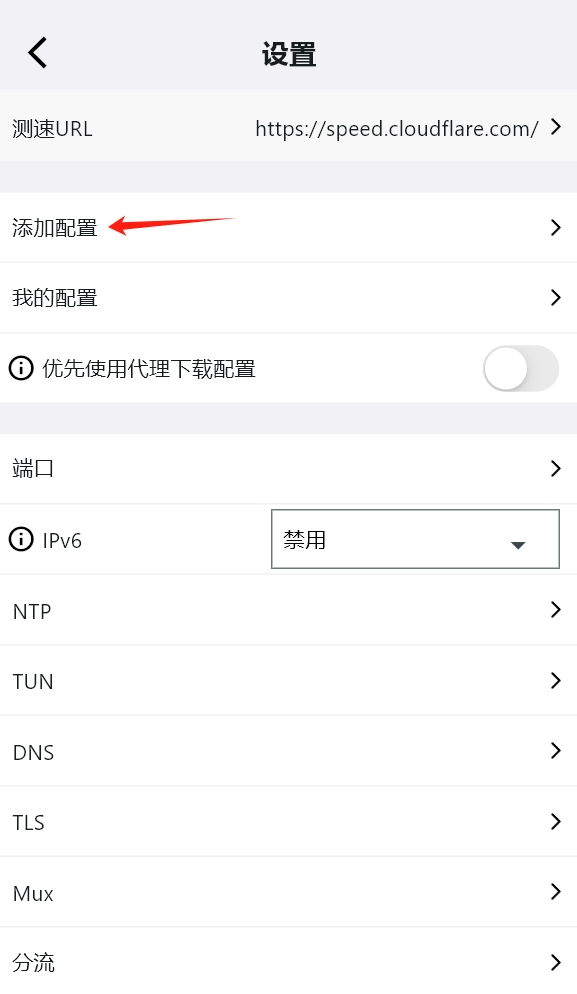 设置
测速URL https://speed.cloudflare.com/
添加配置
我的配置
优先使用代理下载配置
端口
IPv6 禁用
NTP
TUN
DNS
TLS
Mux
分流